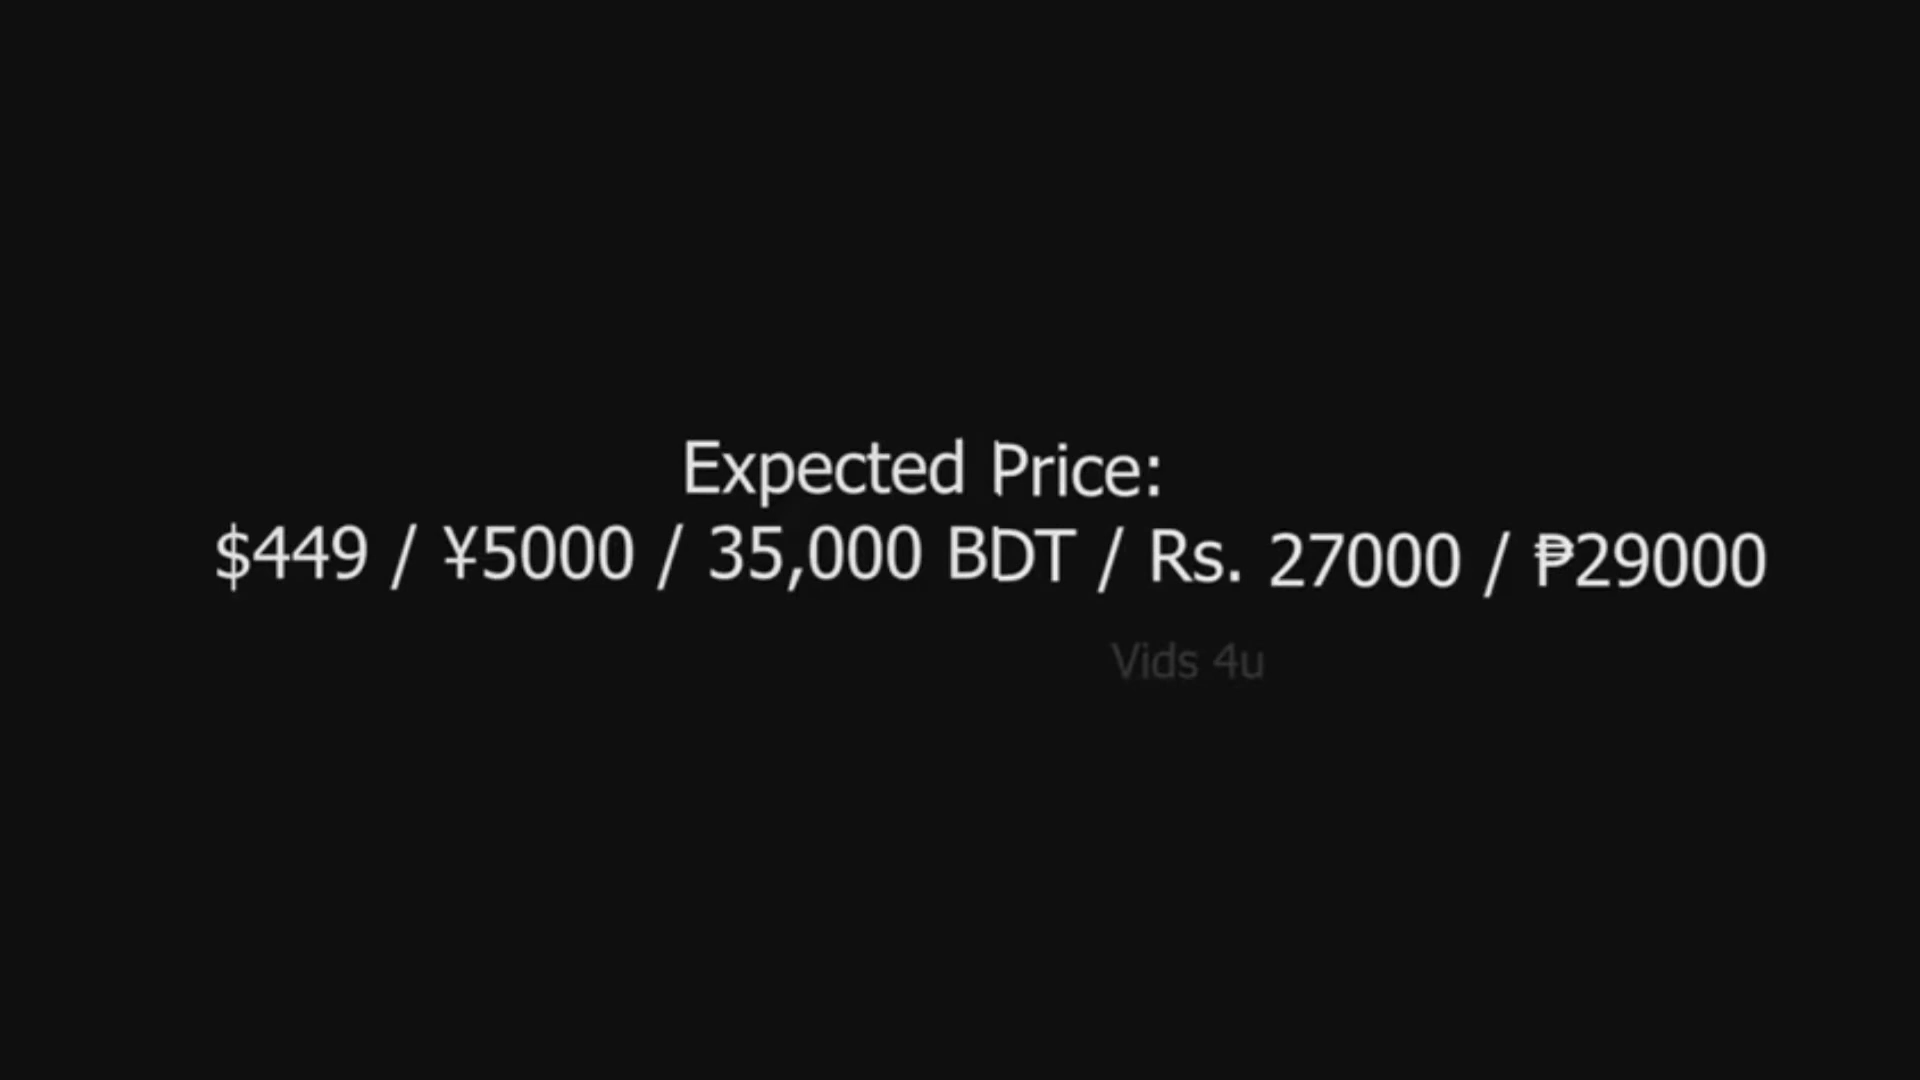 Expected Price:
$449 / ¥5000 / 35,000 BDT / Rs. 27000 / ₱29000
Vids 4u